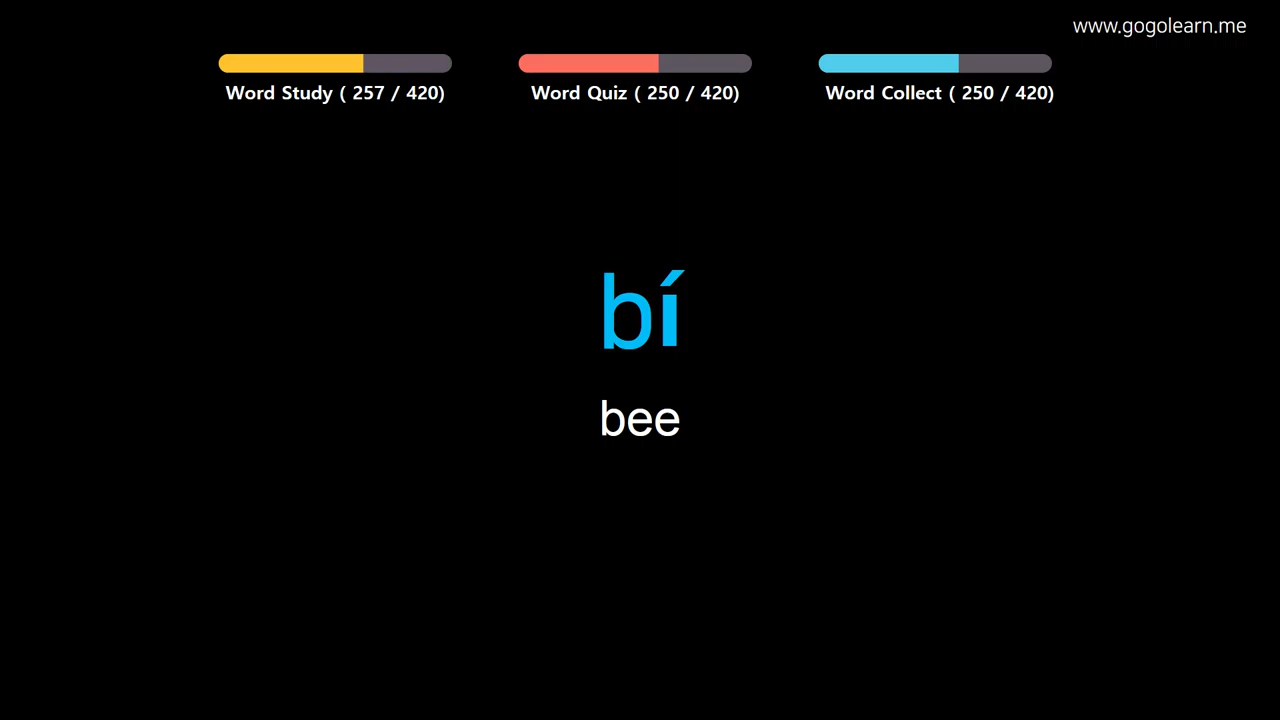 www.gogolearn.me
Word Study ( 257 / 420)
Word Quiz ( 250 / 420)
Word Collect ( 250 / 420)
bí
bee